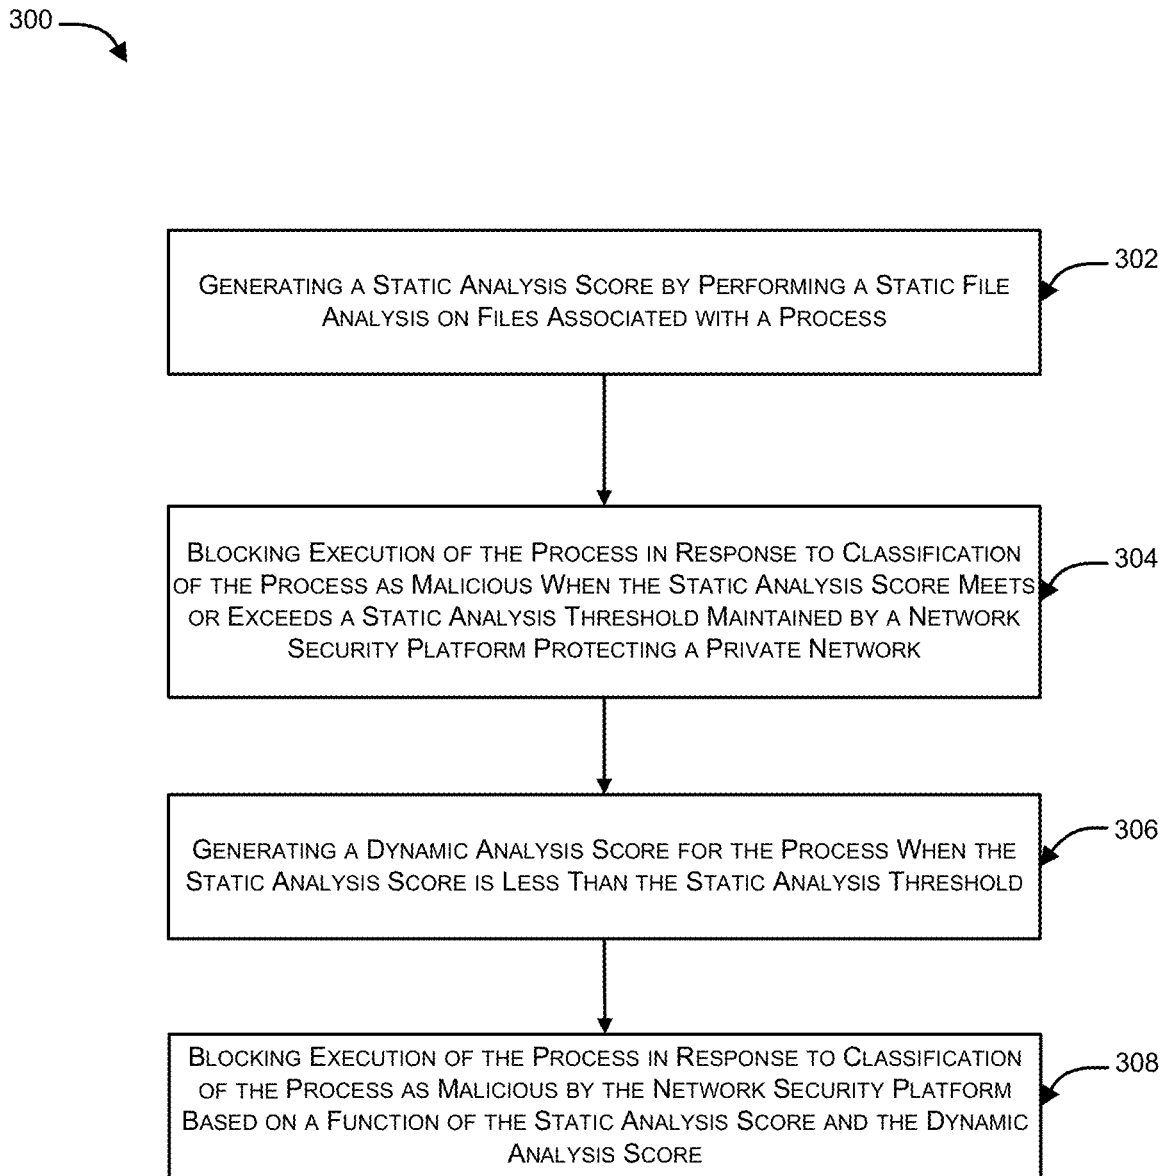 300
GENERATING A STATIC ANALYSIS SCORE BY PERFORMING A STATIC FILE
ANALYSIS ON FILES ASSOCIATED WITH A PROCESS
302
BLOCKING EXECUTION OF THE PROCESS IN RESPONSE TO CLASSIFICATION
OF THE PROCESS AS MALICIOUS WHEN THE STATIC ANALYSIS SCORE MEETS
OR EXCEEDS A STATIC ANALYSIS THRESHOLD MAINTAINED BY A NETWORK
SECURITY PLATFORM PROTECTING A PRIVATE NETWORK
304
GENERATING A DYNAMIC ANALYSIS SCORE FOR THE PROCESS WHEN THE
STATIC ANALYSIS SCORE IS LESS THAN THE STATIC ANALYSIS THRESHOLD
306
BLOCKING EXECUTION OF THE PROCESS IN RESPONSE TO CLASSIFICATION
OF THE PROCESS AS MALICIOUS BY THE NETWORK SECURITY PLATFORM
BASED ON A FUNCTION OF THE STATIC ANALYSIS SCORE AND THE DYNAMIC
ANALYSIS SCORE
308